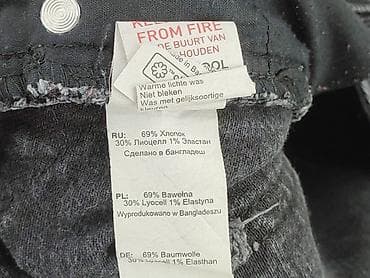 FROM FIRE
DE BUURT VAN
HOUDEN
Warme lichte was
Niet bleken
Was met gelijksoortige
kleuren
RU: 69% Хлопок
30% Лиоцелл 1% Эластан
Сделано в бангладеш
PL: 69% Bawełna
30% Lyocell 1% Elastyna
Wyprodukowano w Bangladeszu
DE: 69% Baumwolle
1% Elasthan